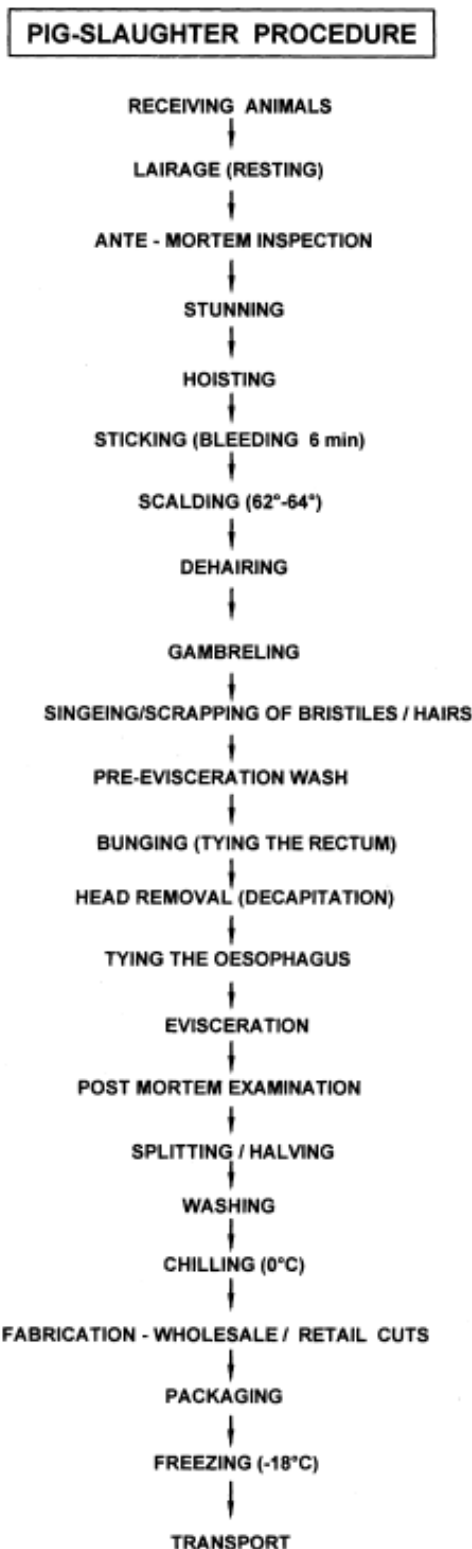 PIG-SLAUGHTER PROCEDURE
RECEIVING ANIMALS
LAIRAGE (RESTING)
ANTE - MORTEM INSPECTION
STUNNING
HOISTING
STICKING (BLEEDING 6 min)
SCALDING (62°-64°)
DEHAIRING
GAMBRELING
SINGEING/SCRAPPING OF BRISTILES / HAIRS
PRE-EVISCERATION WASH
BUNGING (TYING THE RECTUM)
HEAD REMOVAL (DECAPITATION)
TYING THE OESOPHAGUS
EVISCERATION
POST MORTEM EXAMINATION
SPLITTING / HALVING
WASHING
CHILLING (0°C)
FABRICATION - WHOLESALE / RETAIL CUTS
PACKAGING
FREEZING (-18°C)
TRANSPORT